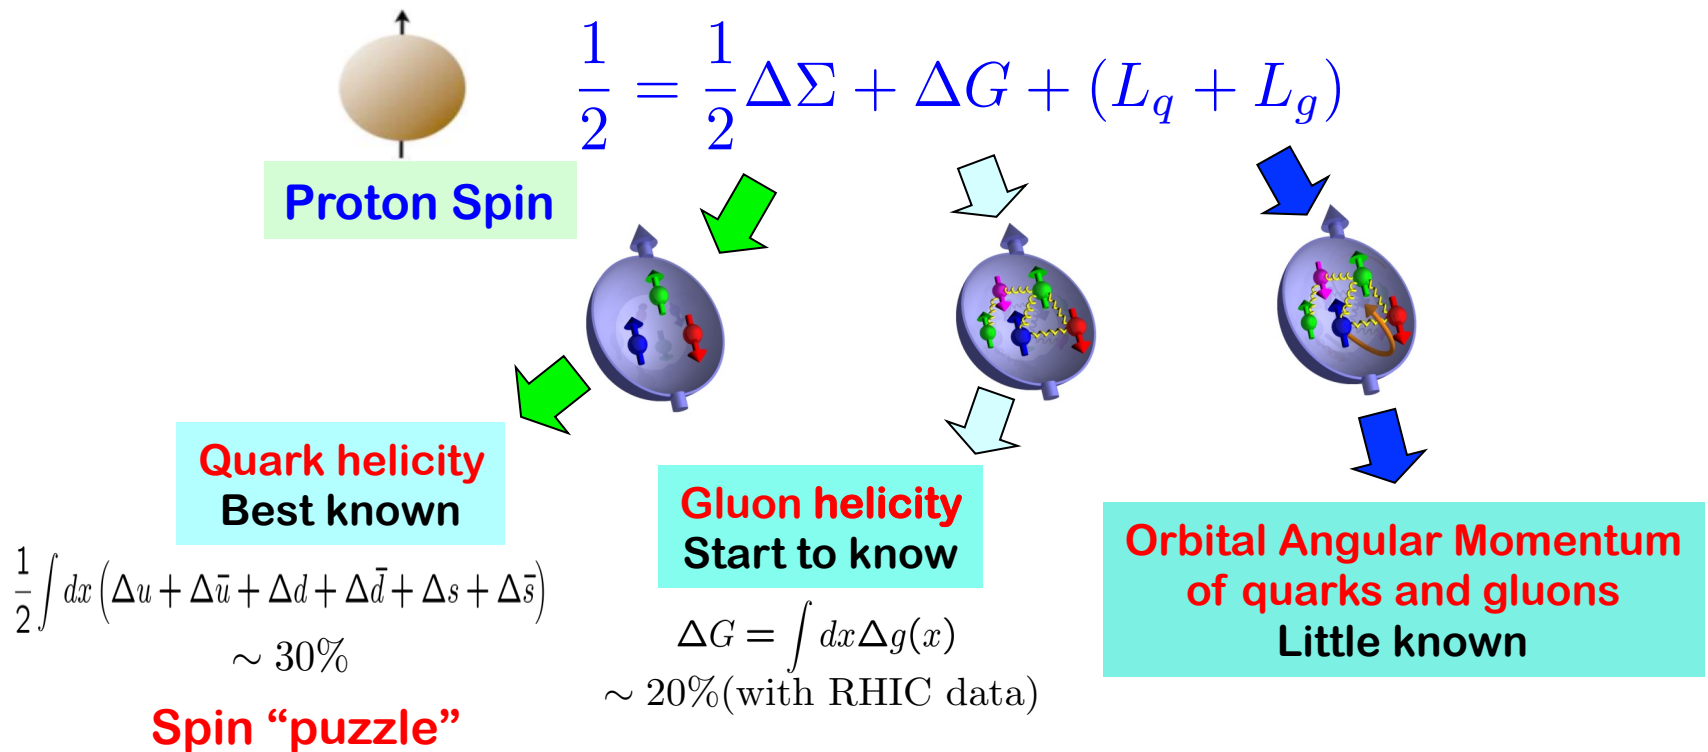 1/2 = 1/2 ΔΣ + ΔG + (L_q + L_g)
Proton Spin
Quark helicity
Best known
1/2 ∫ dx (Δu + Δū + Δd + Δd̄ + Δs + Δs̄)
∼ 30%
Spin “puzzle”
Gluon helicity
Start to know
ΔG = ∫ dxΔg(x)
∼ 20%(with RHIC data)
Orbital Angular Momentum
of quarks and gluons
Little known